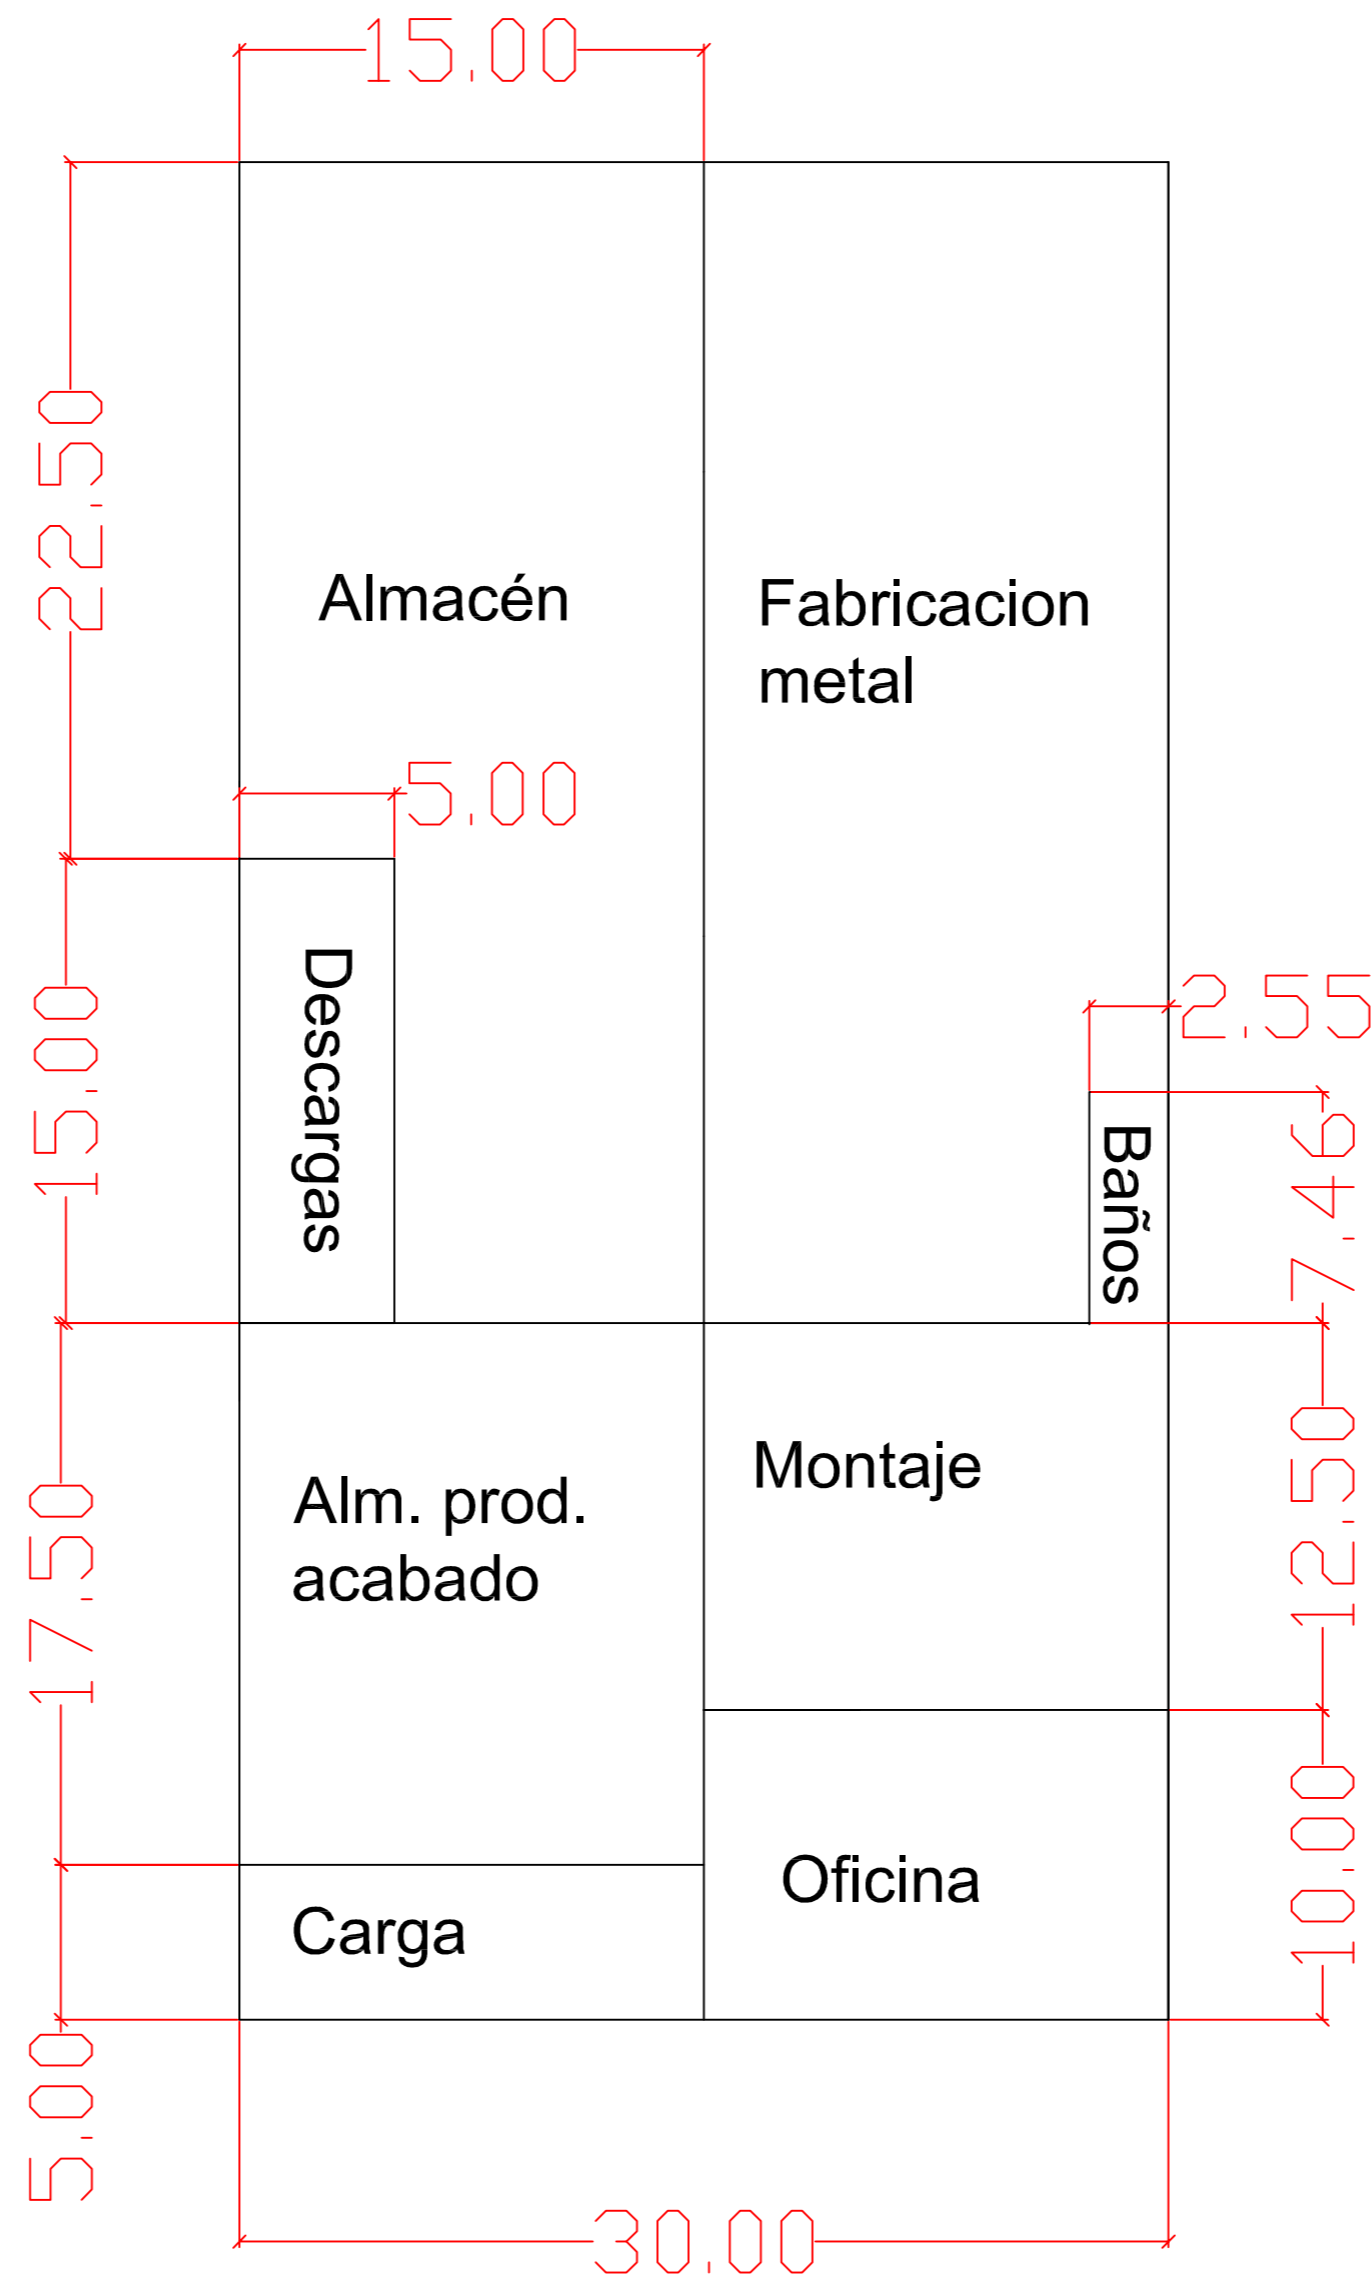 15.00
22.50
Almacén
Fabricacion
metal
5.00
Descargas
15.00
2.55
Baños
7.46
Montaje
12.50
Alm. prod.
acabado
17.50
Oficina
10.00
Carga
5.00
30.00